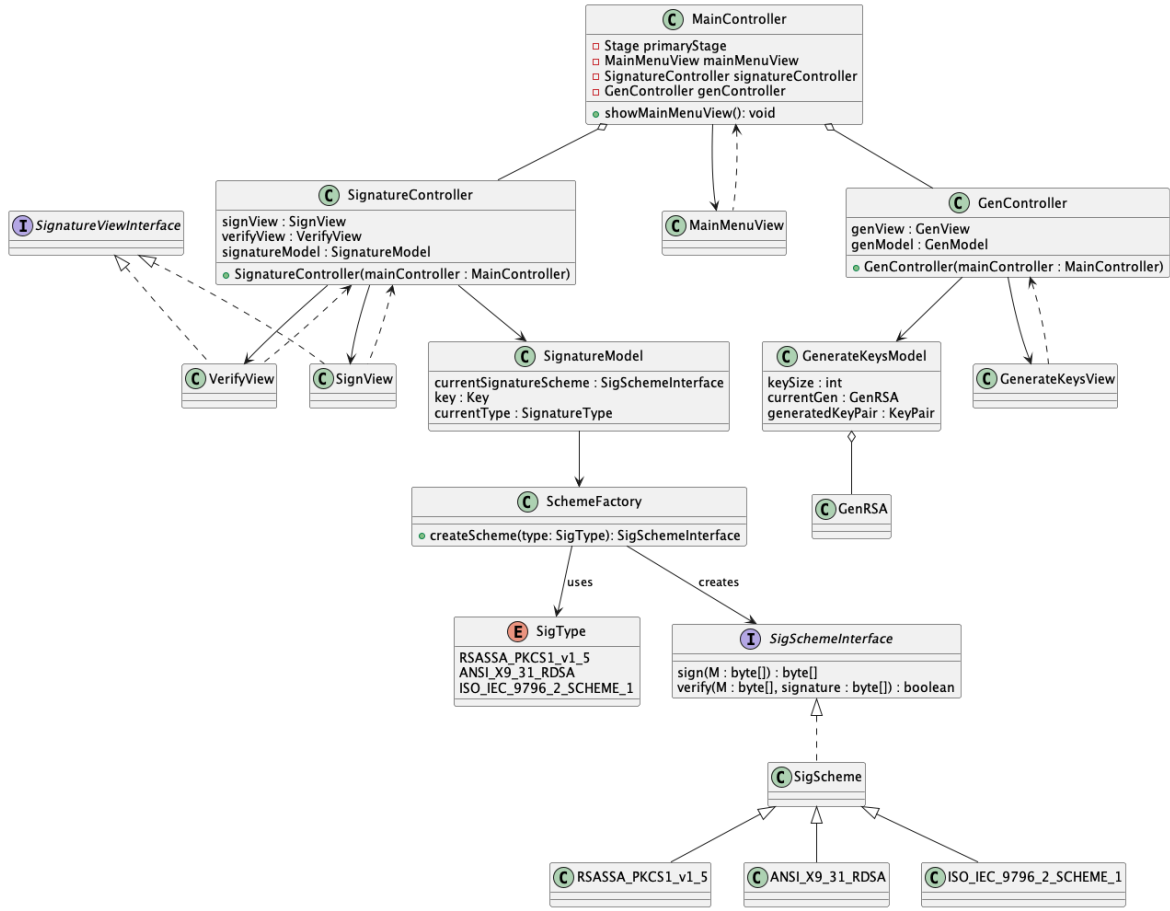 C MainController
Stage primaryStage
MainMenuView mainMenuView
SignatureController signatureController
GenController genController
showMainMenuView(): void
C SignatureController
signView : SignView
verifyView : VerifyView
signatureModel : SignatureModel
SignatureController(mainController : MainController)
I SignatureViewInterface
C MainMenuView
C GenController
genView : GenView
genModel : GenModel
GenController(mainController : MainController)
C VerifyView
C SignView
C SignatureModel
currentSignatureScheme : SigSchemeInterface
key : Key
currentType : SignatureType
C GenerateKeysModel
keySize : int
currentGen : GenRSA
generatedKeyPair : KeyPair
C GenerateKeysView
C SchemeFactory
createScheme(type: SigType): SigSchemeInterface
C GenRSA
uses
creates
E SigType
RSASSA_PKCS1_v1_5
ANSI_X9_31_RDSA
ISO_IEC_9796_2_SCHEME_1
I SigSchemeInterface
sign(M : byte[]) : byte[]
verify(M : byte[], signature : byte[]) : boolean
C SigScheme
C RSASSA_PKCS1_v1_5
C ANSI_X9_31_RDSA
C ISO_IEC_9796_2_SCHEME_1